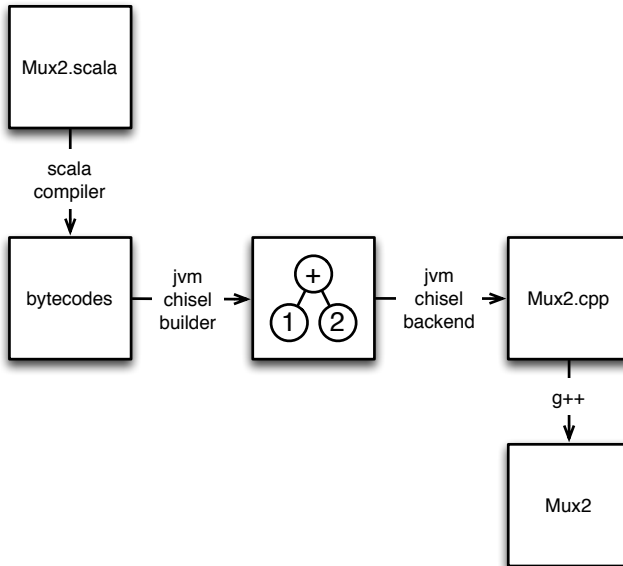 Mux2.scala
scala
compiler
bytecodes
jvm
chisel
builder
+
1 2
jvm
chisel
backend
Mux2.cpp
g++
Mux2